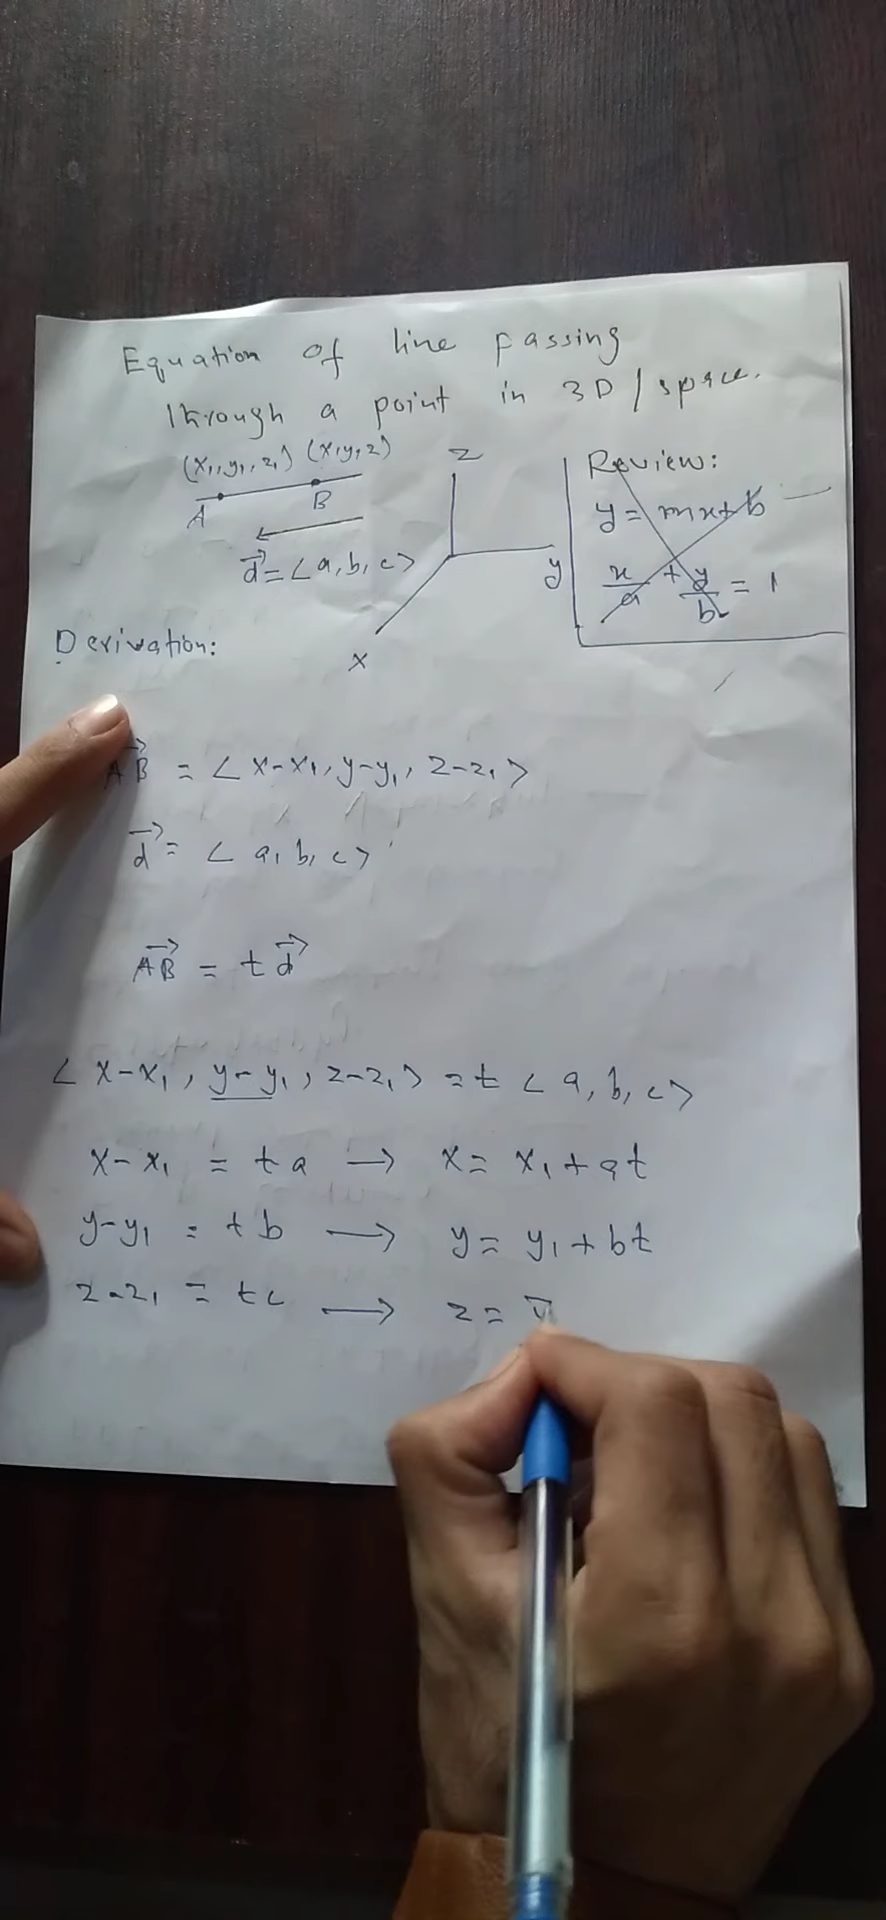 Equation of line passing
through a point in 3D / space.
(x₁, y₁, z₁) (x, y, z)
A B
d⃗ = < a, b, c >
z
y
x
Review:
y = mx + b
x/a + y/b = 1
Derivation:
AB⃗ = < x-x₁, y-y₁, z-z₁ >
d⃗ = < a, b, c >
AB⃗ = t d⃗
< x-x₁, y-y₁, z-z₁ > = t < a, b, c >
x-x₁ = ta → x = x₁ + at
y-y₁ = tb → y = y₁ + bt
z-z₁ = tc → z =